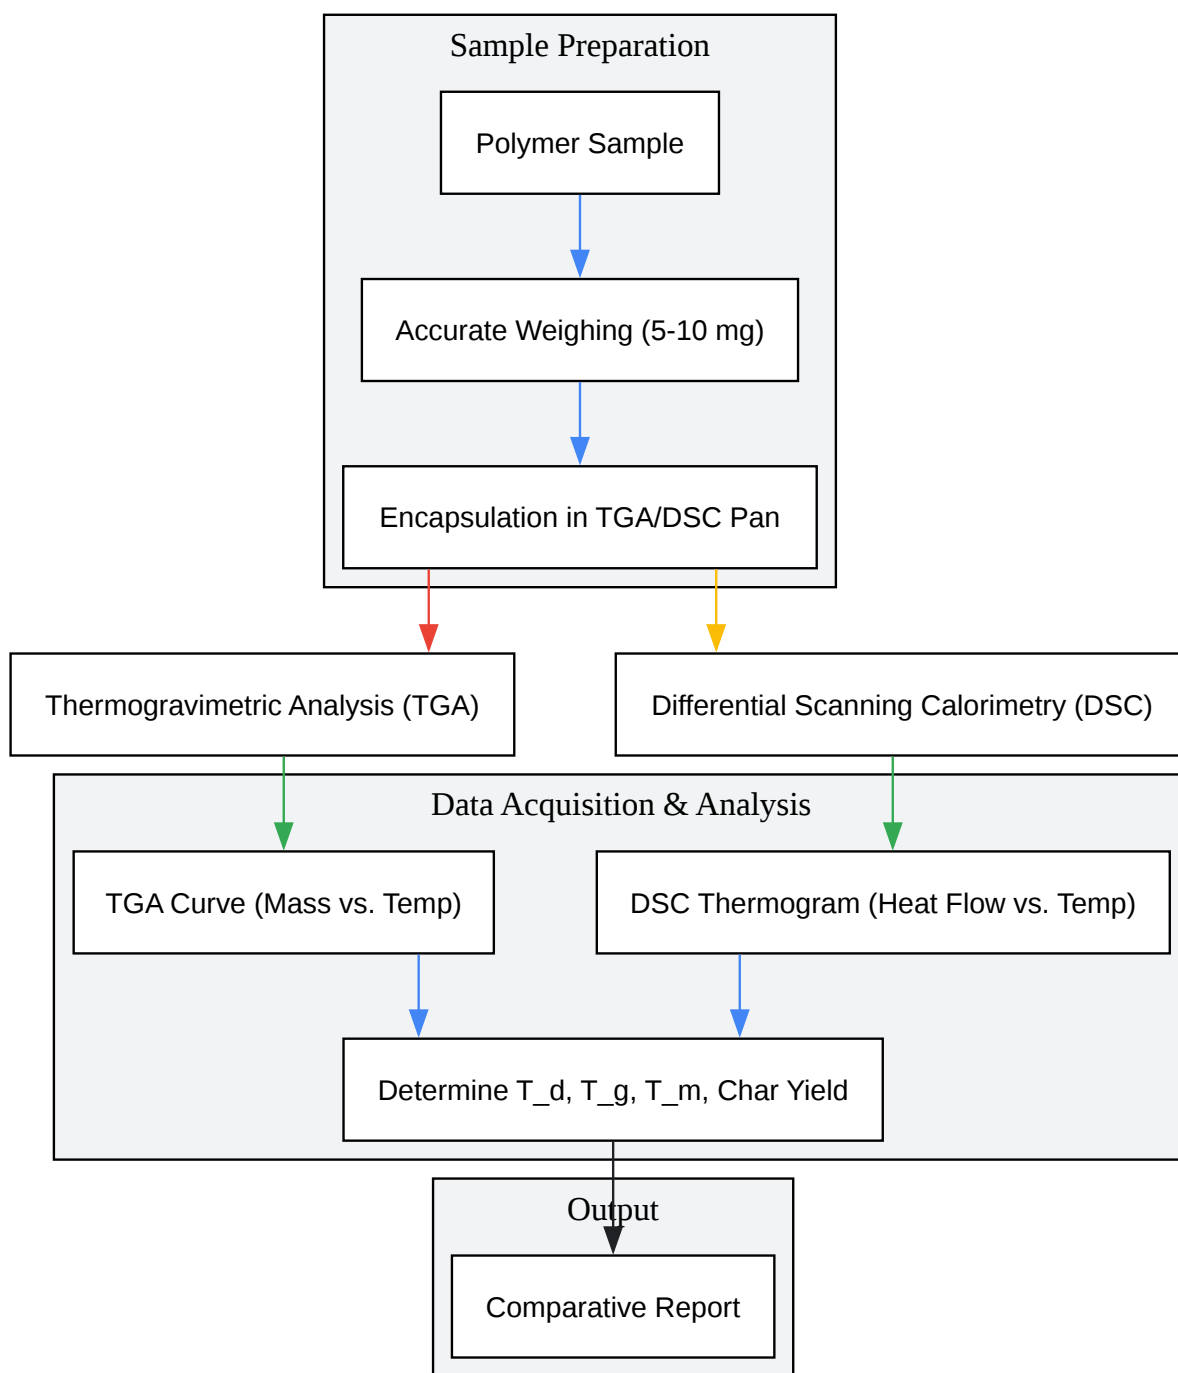 Sample Preparation
Polymer Sample
Accurate Weighing (5-10 mg)
Encapsulation in TGA/DSC Pan
Thermogravimetric Analysis (TGA)
Differential Scanning Calorimetry (DSC)
Data Acquisition & Analysis
TGA Curve (Mass vs. Temp)
DSC Thermogram (Heat Flow vs. Temp)
Determine T_d, T_g, T_m, Char Yield
Output
Comparative Report